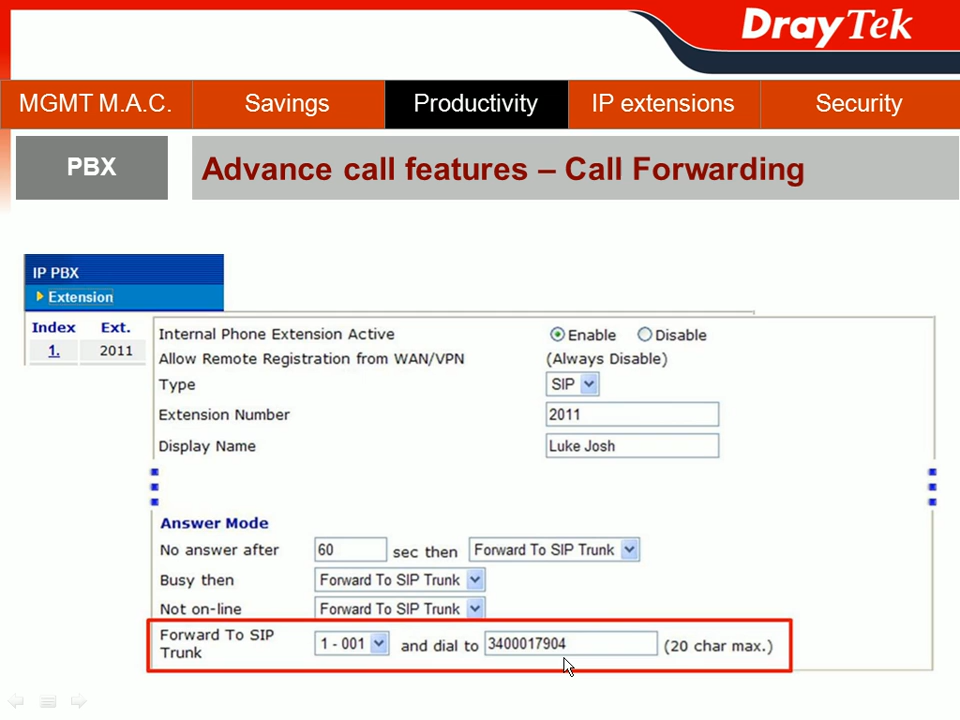 DrayTek
MGMT M.A.C. Savings Productivity IP extensions Security
PBX
Advance call features – Call Forwarding
IP PBX
Extension
Index Ext.
1. 2011
Internal Phone Extension Active Enable Disable
Allow Remote Registration from WAN/VPN (Always Disable)
Type SIP
Extension Number 2011
Display Name Luke Josh
Answer Mode
No answer after 60 sec then Forward To SIP Trunk
Busy then Forward To SIP Trunk
Not on-line Forward To SIP Trunk
Forward To SIP Trunk 1 - 001 and dial to 3400017904 (20 char max.)